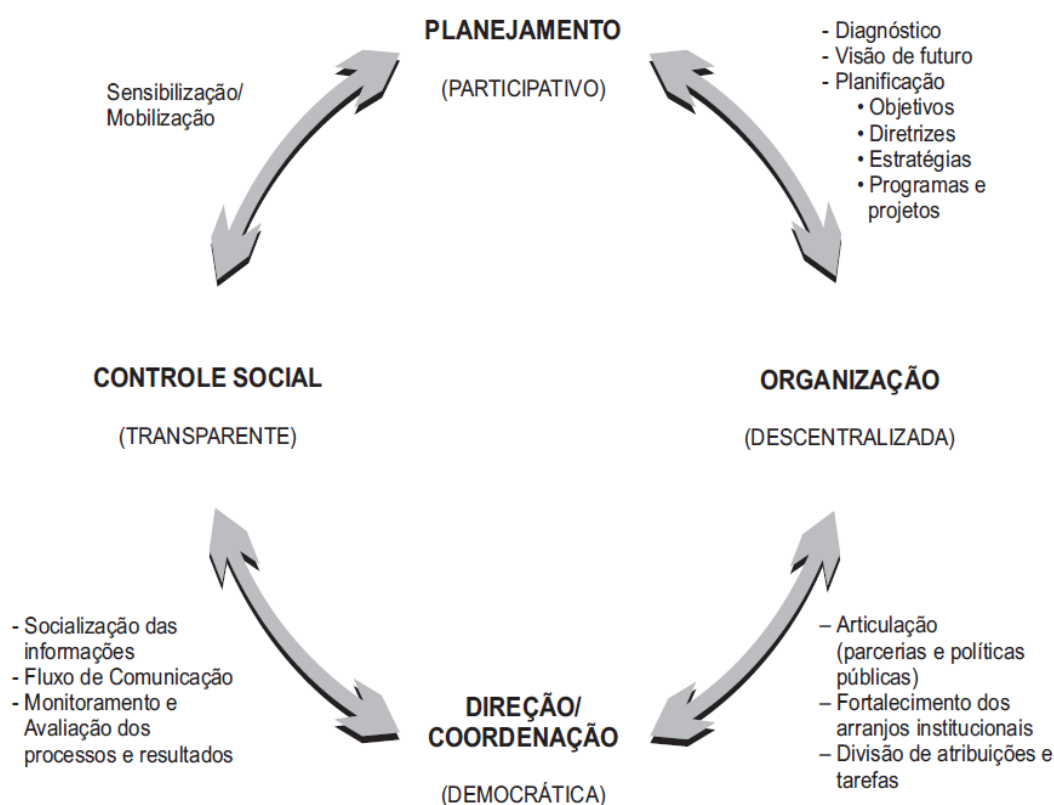 PLANEJAMENTO
(PARTICIPATIVO)
- Diagnóstico
- Visão de futuro
- Planificação
• Objetivos
• Diretrizes
• Estratégias
• Programas e
projetos
Sensibilização/
Mobilização
CONTROLE SOCIAL
(TRANSPARENTE)
ORGANIZAÇÃO
(DESCENTRALIZADA)
- Socialização das
informações
- Fluxo de Comunicação
- Monitoramento e
Avaliação dos
processos e resultados
DIREÇÃO/
COORDENAÇÃO
(DEMOCRÁTICA)
– Articulação
(parcerias e políticas
públicas)
– Fortalecimento dos
arranjos institucionais
– Divisão de atribuições e
tarefas